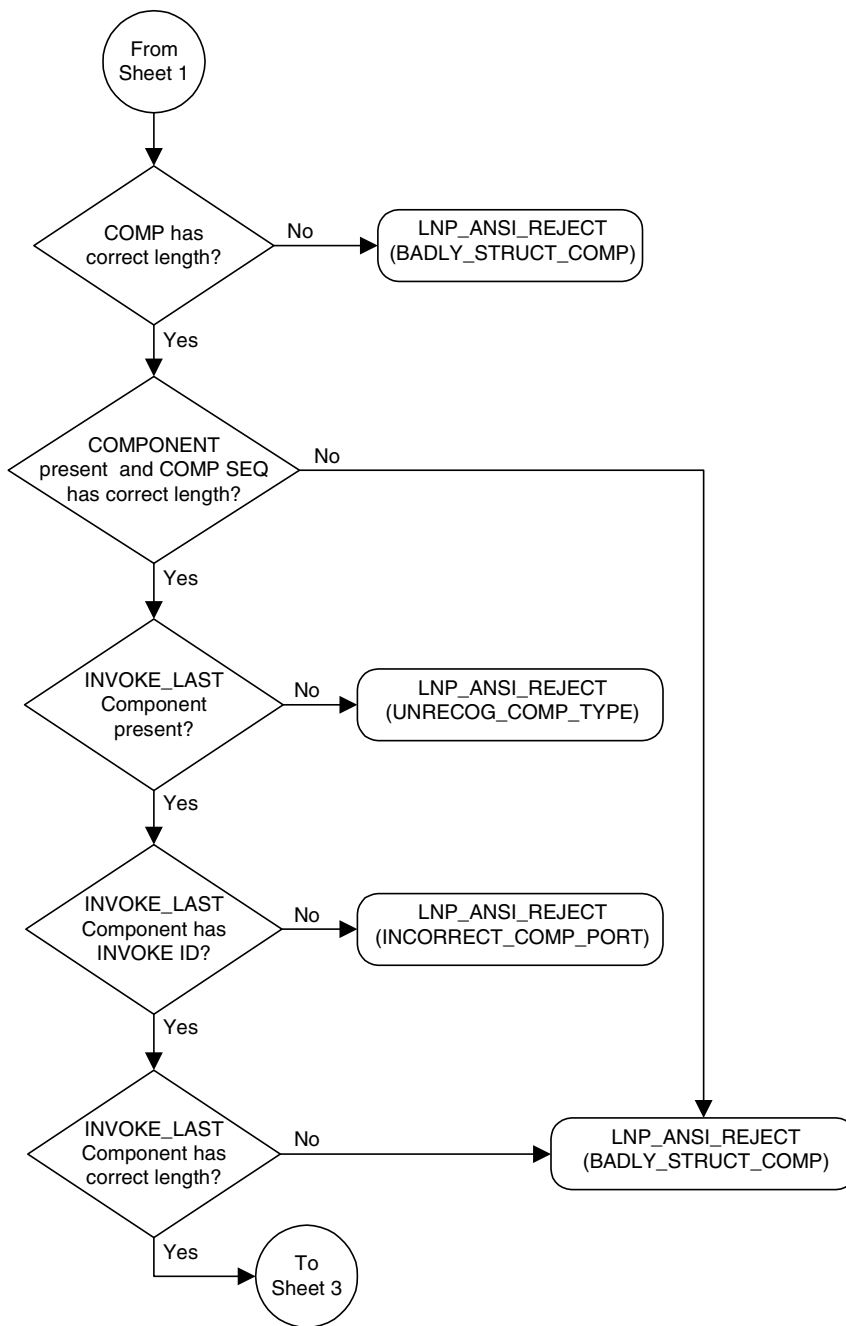 From
Sheet 1
COMP has
correct length?
No
LNP_ANSI_REJECT
(BADLY_STRUCT_COMP)
Yes
COMPONENT
present and COMP SEQ
has correct length?
No
Yes
INVOKE_LAST
Component
present?
No
LNP_ANSI_REJECT
(UNRECOG_COMP_TYPE)
Yes
INVOKE_LAST
Component has
INVOKE ID?
No
LNP_ANSI_REJECT
(INCORRECT_COMP_PORT)
Yes
INVOKE_LAST
Component has
correct length?
No
LNP_ANSI_REJECT
(BADLY_STRUCT_COMP)
Yes
To
Sheet 3